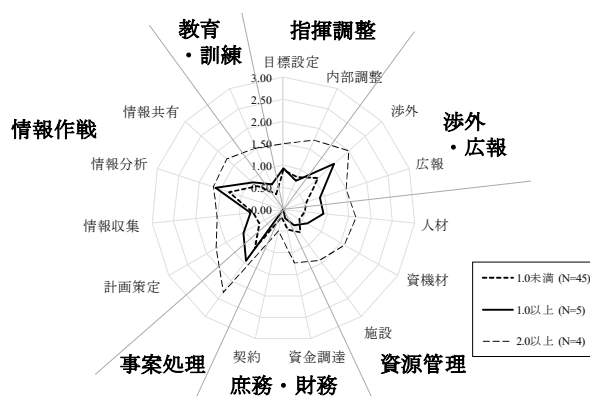 教育
・訓練
指揮調整
目標設定
内部調整
渉外
広報
渉外
・広報
人材
資機材
施設
資源管理
資金調達
契約
庶務・財務
事案処理
計画策定
情報収集
情報分析
情報共有
情報作戦
3.00
2.50
2.00
1.50
1.00
0.50
0.00
1.0未満 (N=45)
1.0以上 (N=5)
2.0以上 (N=4)